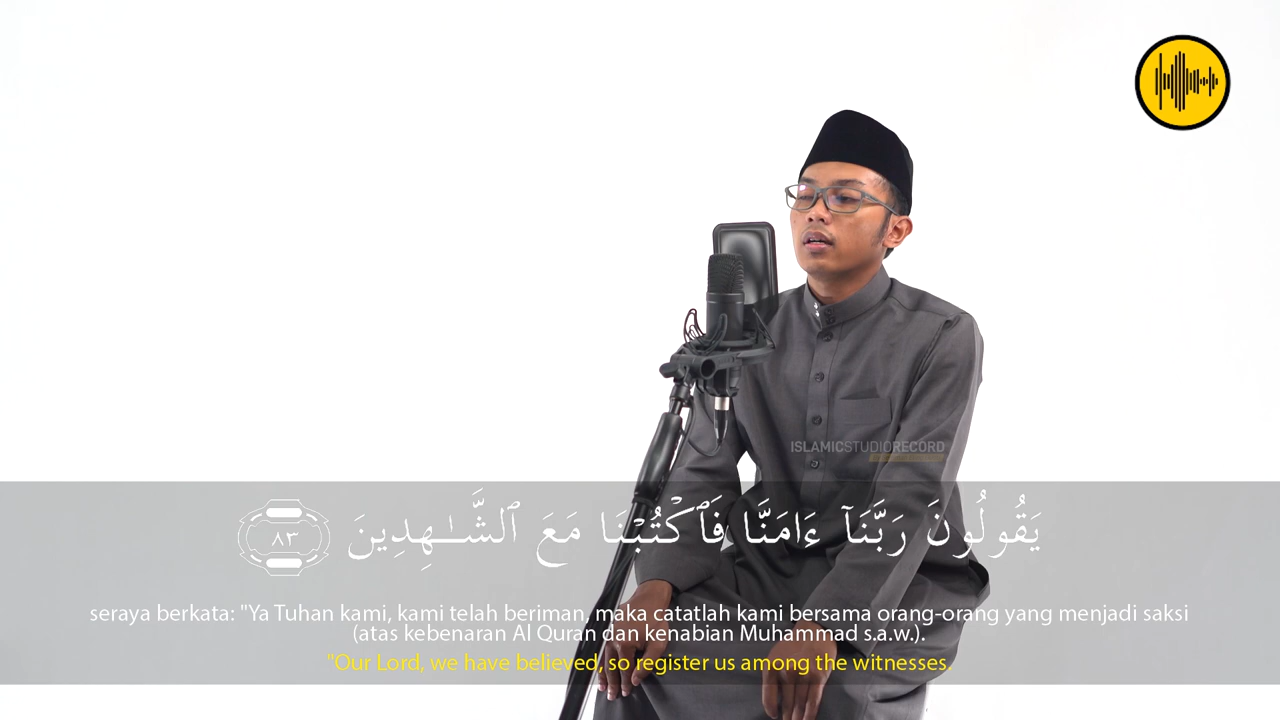 ISLAMICSTUDIORECORD
يَقُولُونَ رَبَّنَآ ءَامَنَّا فَٱكْتُبْنَا مَعَ ٱلشَّـٰهِدِينَ ٨٣
seraya berkata: "Ya Tuhan kami, kami telah beriman, maka catatlah kami bersama orang-orang yang menjadi saksi
(atas kebenaran Al Quran dan kenabian Muhammad s.a.w.).
"Our Lord, we have believed, so register us among the witnesses.